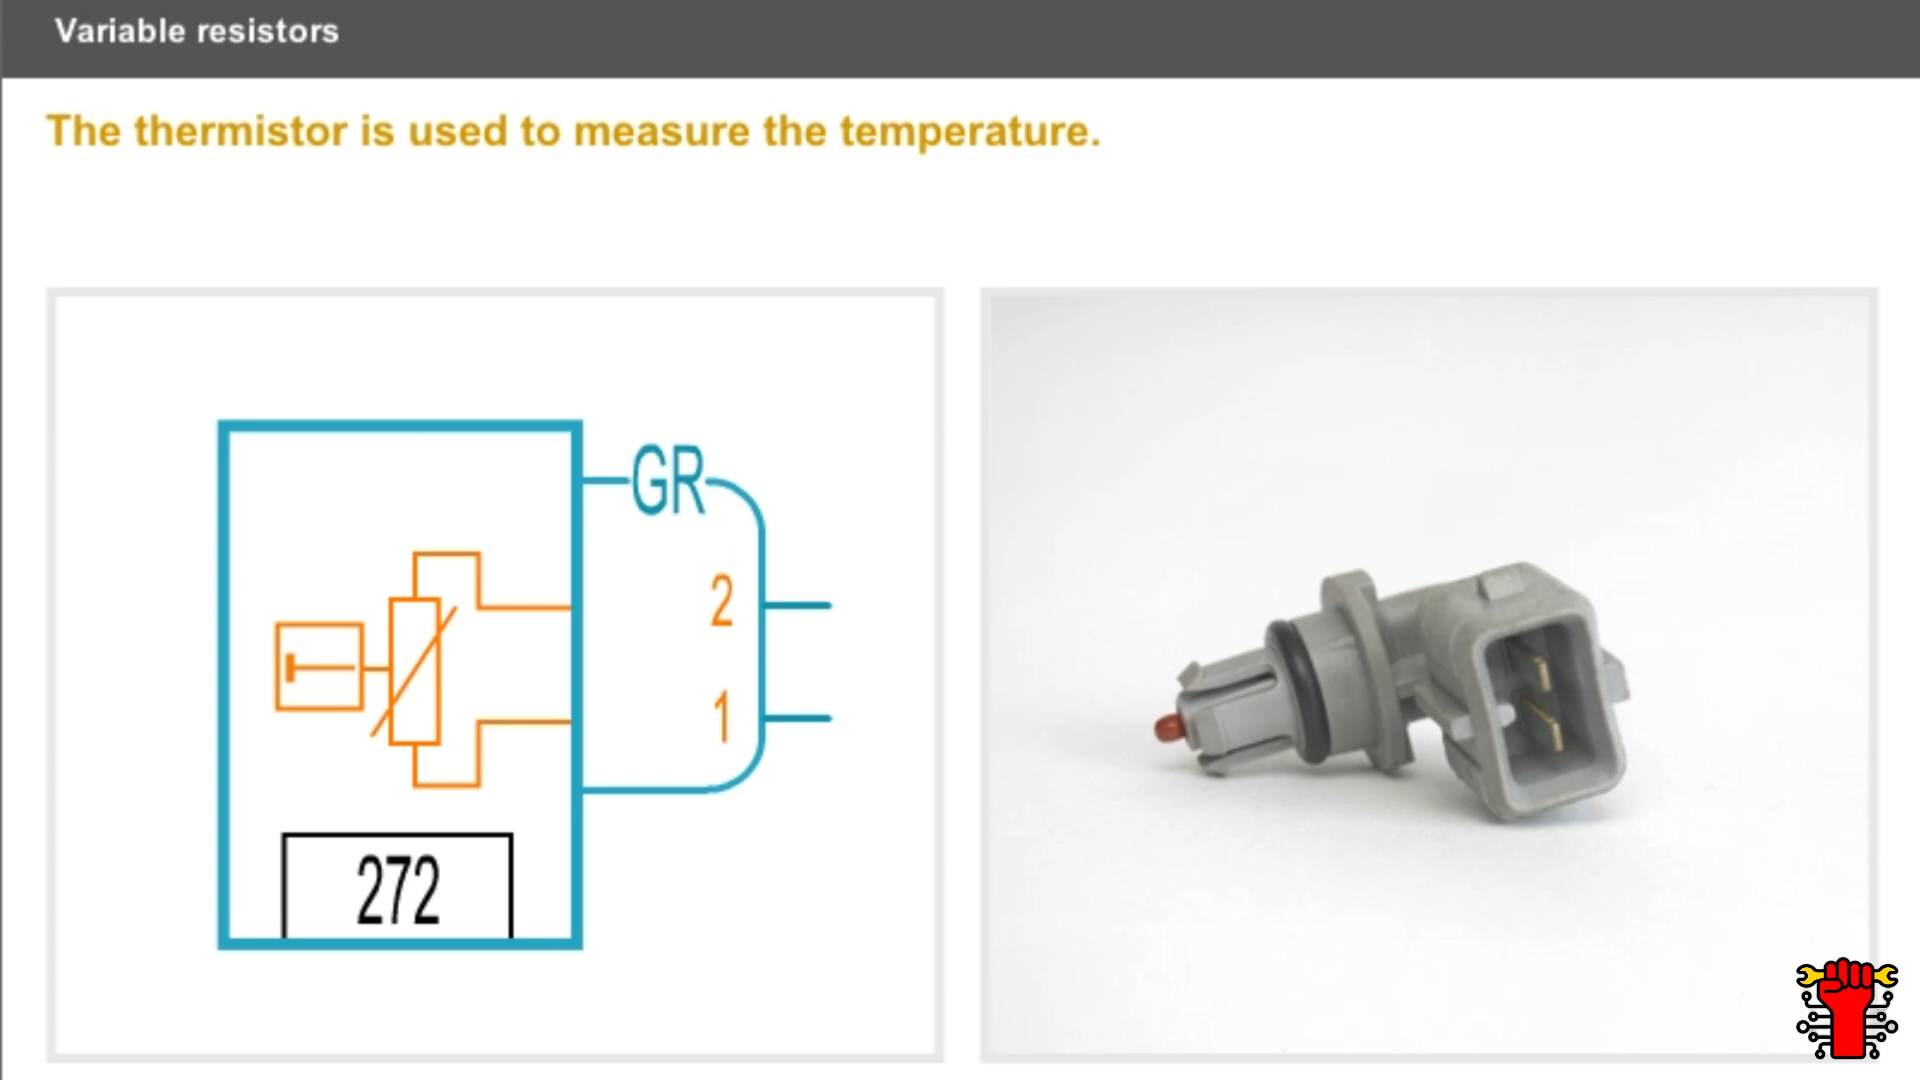 Variable resistors
The thermistor is used to measure the temperature.
GR
2
1
272